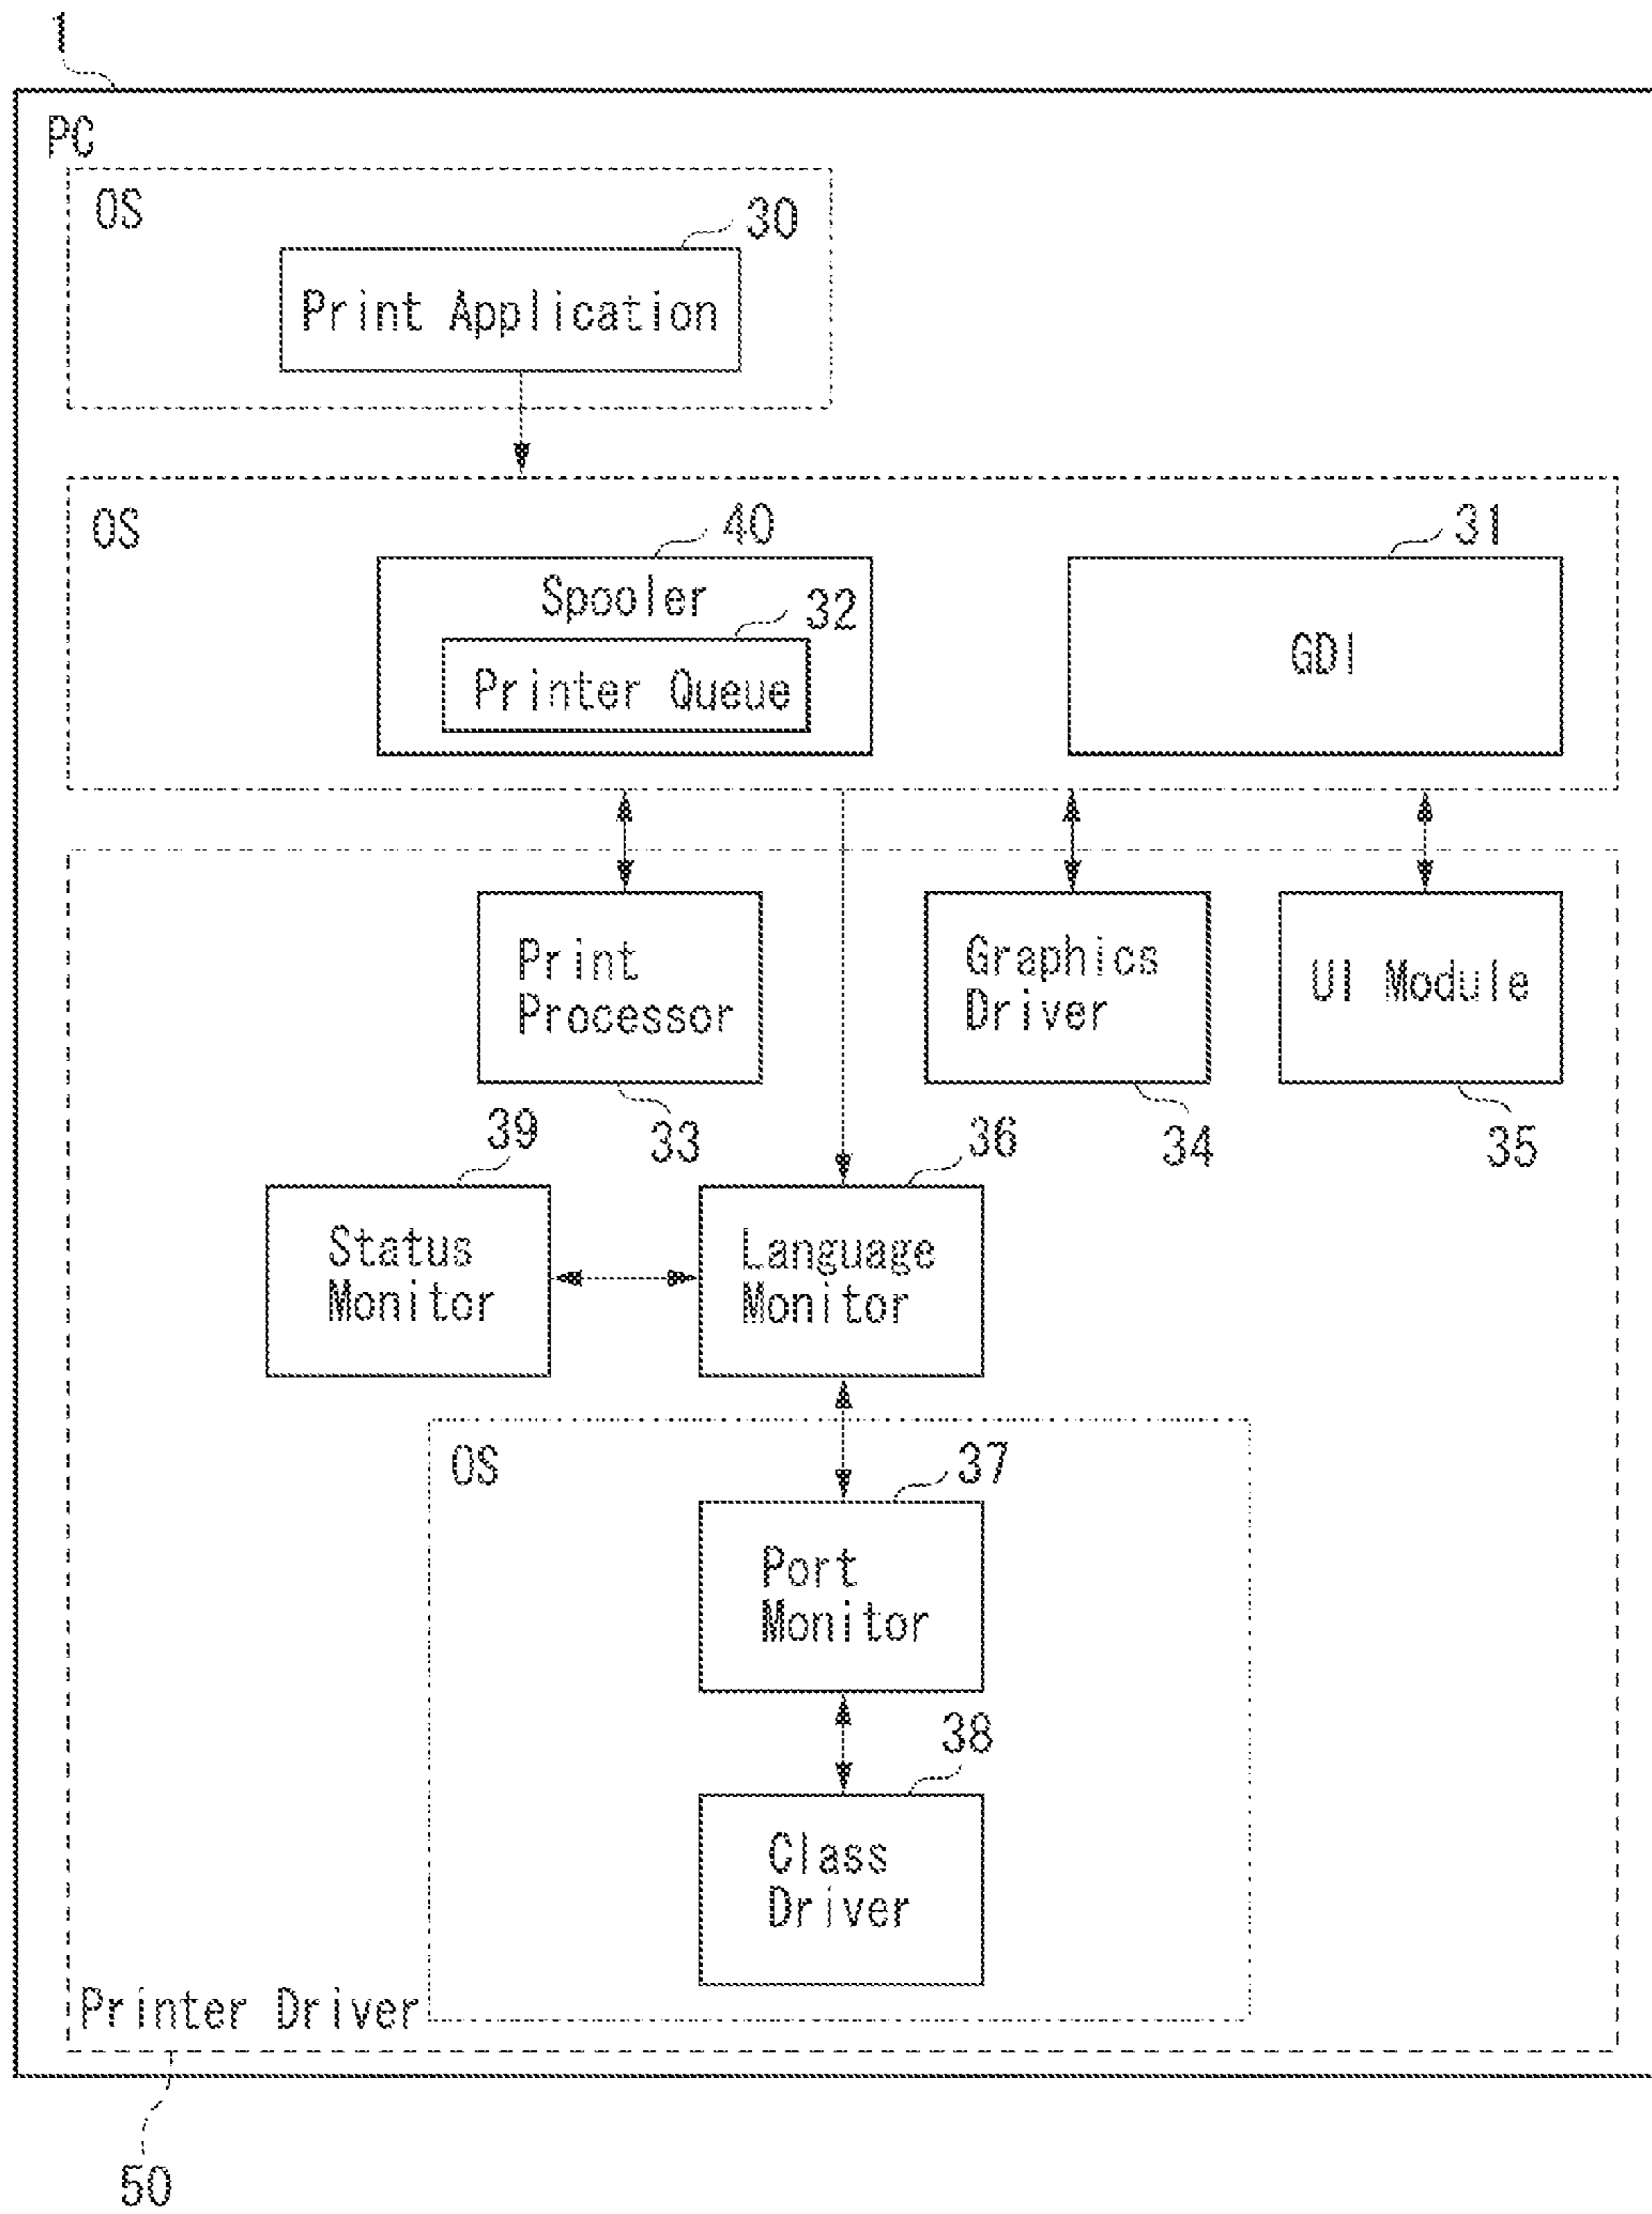 1
PC
OS
30
Print Application
OS
40
31
Spooler
32
GDI
Printer Queue
Print
Processor
Graphics
Driver
UI Module
33
34
35
39
36
Status
Monitor
Language
Monitor
OS
37
Port
Monitor
38
Class
Driver
Printer Driver
50